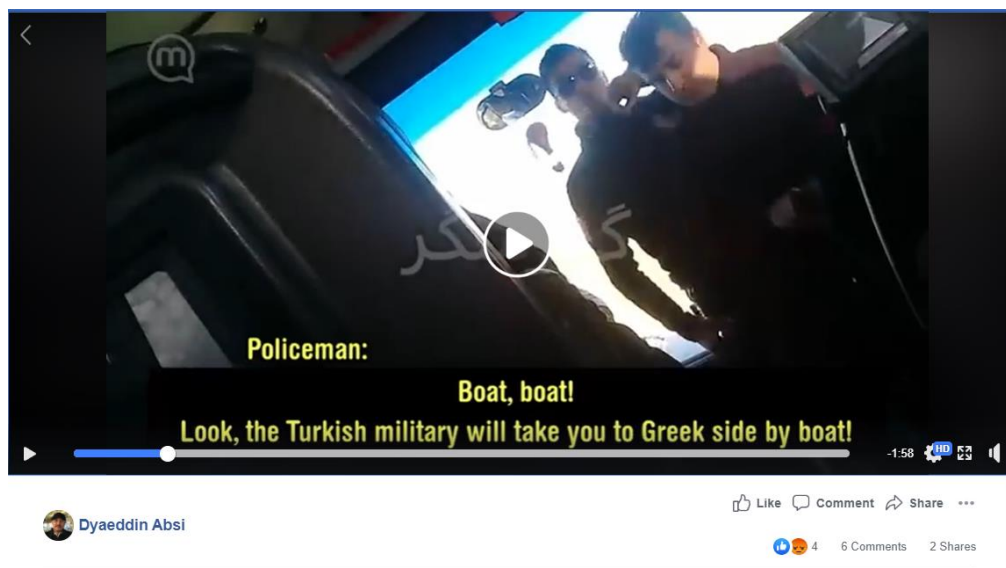 m
Policeman:
Boat, boat!
Look, the Turkish military will take you to Greek side by boat!
-1:58 HD
Like Comment Share
Dyaeddin Absi
4 6 Comments 2 Shares